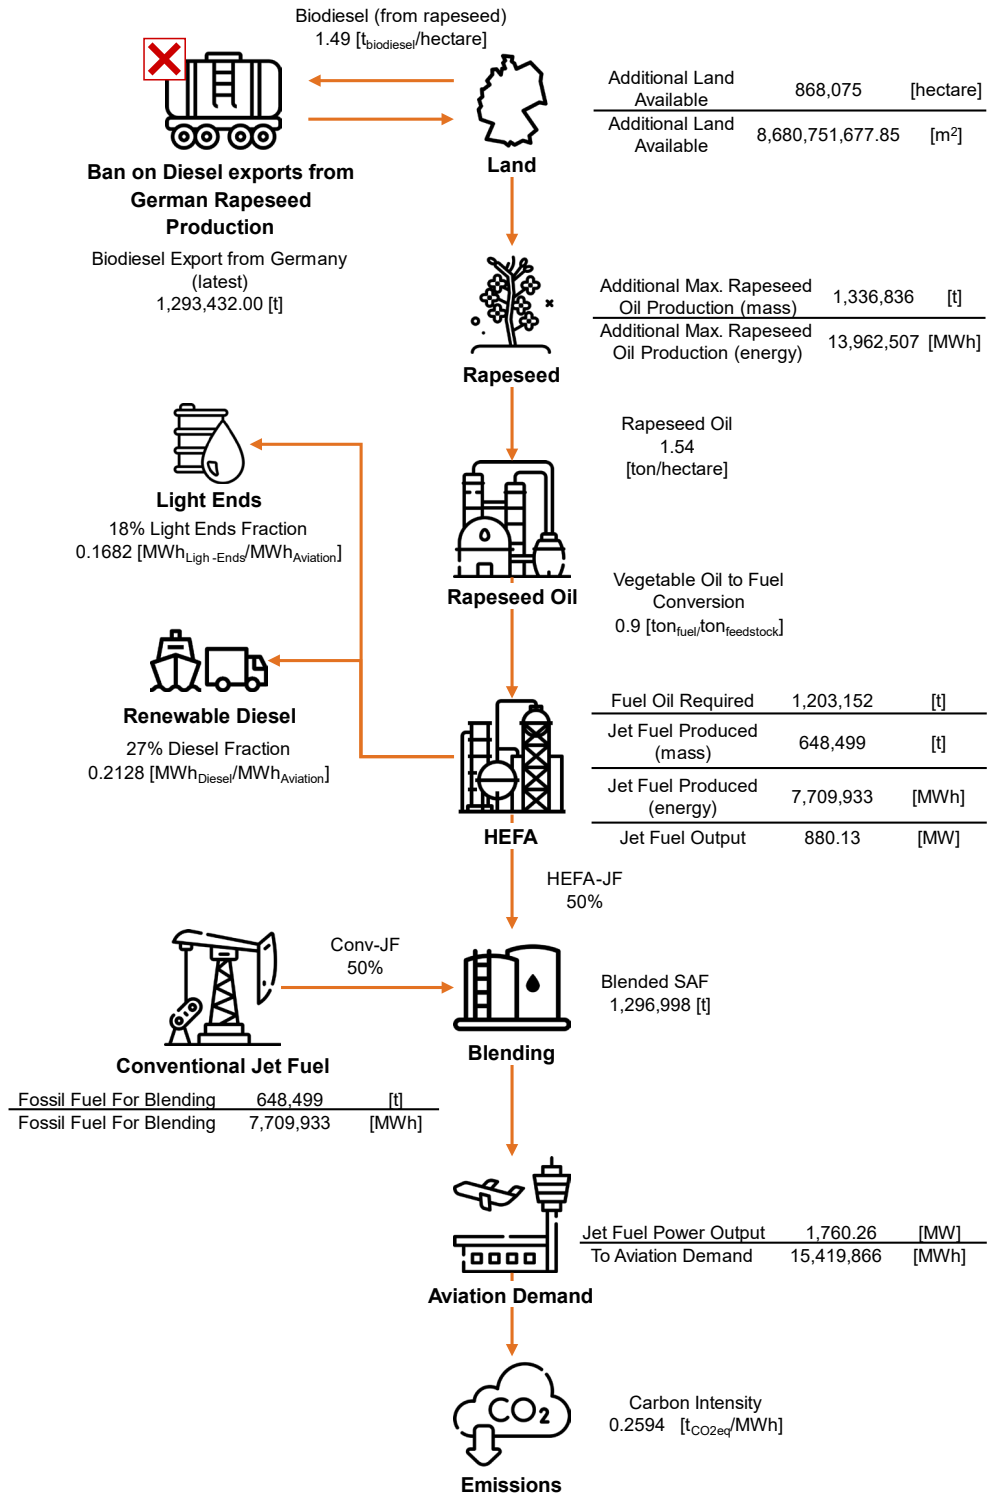 Biodiesel (from rapeseed)
1.49 [t_biodiesel/hectare]
Ban on Diesel exports from
German Rapeseed
Production
Biodiesel Export from Germany
(latest)
1,293,432.00 [t]
Land
Additional Land
Available 868,075 [hectare]
Additional Land
Available 8,680,751,677.85 [m²]
Rapeseed
Additional Max. Rapeseed
Oil Production (mass) 1,336,836 [t]
Additional Max. Rapeseed
Oil Production (energy) 13,962,507 [MWh]
Rapeseed Oil
1.54
[ton/hectare]
Light Ends
18% Light Ends Fraction
0.1682 [MWh_Ligh-Ends/MWh_Aviation]
Rapeseed Oil
Vegetable Oil to Fuel
Conversion
0.9 [ton_fuel/ton_feedstock]
Renewable Diesel
27% Diesel Fraction
0.2128 [MWh_Diesel/MWh_Aviation]
HEFA
Fuel Oil Required 1,203,152 [t]
Jet Fuel Produced
(mass) 648,499 [t]
Jet Fuel Produced
(energy) 7,709,933 [MWh]
Jet Fuel Output 880.13 [MW]
HEFA-JF
50%
Conv-JF
50%
Conventional Jet Fuel
Fossil Fuel For Blending 648,499 [t]
Fossil Fuel For Blending 7,709,933 [MWh]
Blending
Blended SAF
1,296,998 [t]
Aviation Demand
Jet Fuel Power Output 1,760.26 [MW]
To Aviation Demand 15,419,866 [MWh]
CO2
Emissions
Carbon Intensity
0.2594 [t_CO2eq/MWh]